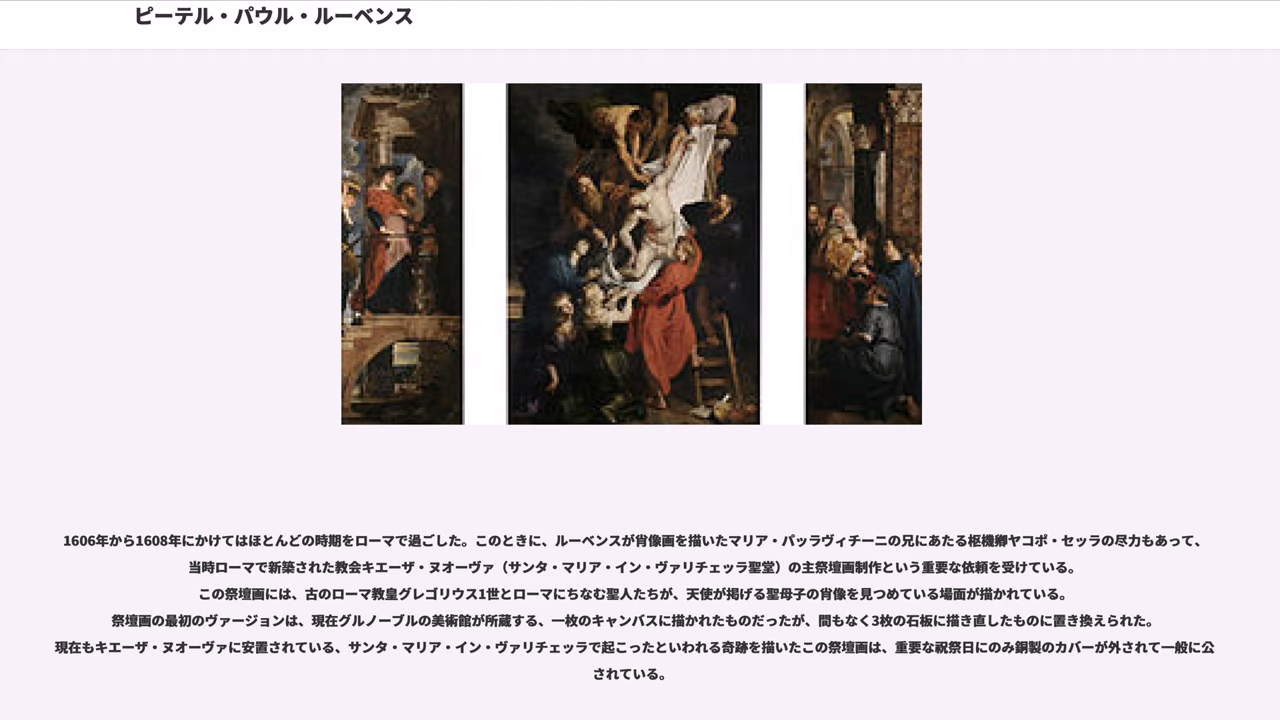 ピーテル・パウル・ルーベンス
1606年から1608年にかけてはほとんどの時期をローマで過ごした。このときに、ルーベンスが肖像画を描いたマリア・パッラヴィチーニの兄にあたる枢機卿ヤコポ・セッラの尽力もあって、
当時ローマで新築された教会キエーザ・ヌオーヴァ（サンタ・マリア・イン・ヴァリチェッラ聖堂）の主祭壇画制作という重要な依頼を受けている。
この祭壇画には、古のローマ教皇グレゴリウス1世とローマにちなむ聖人たちが、天使が掲げる聖母子の肖像を見つめている場面が描かれている。
祭壇画の最初のヴァージョンは、現在グルノーブルの美術館が所蔵する、一枚のキャンバスに描かれたものだったが、間もなく3枚の石板に描き直したものに置き換えられた。
現在もキエーザ・ヌオーヴァに安置されている、サンタ・マリア・イン・ヴァリチェッラで起こったといわれる奇跡を描いたこの祭壇画は、重要な祝祭日にのみ銅製のカバーが外されて一般に公
されている。